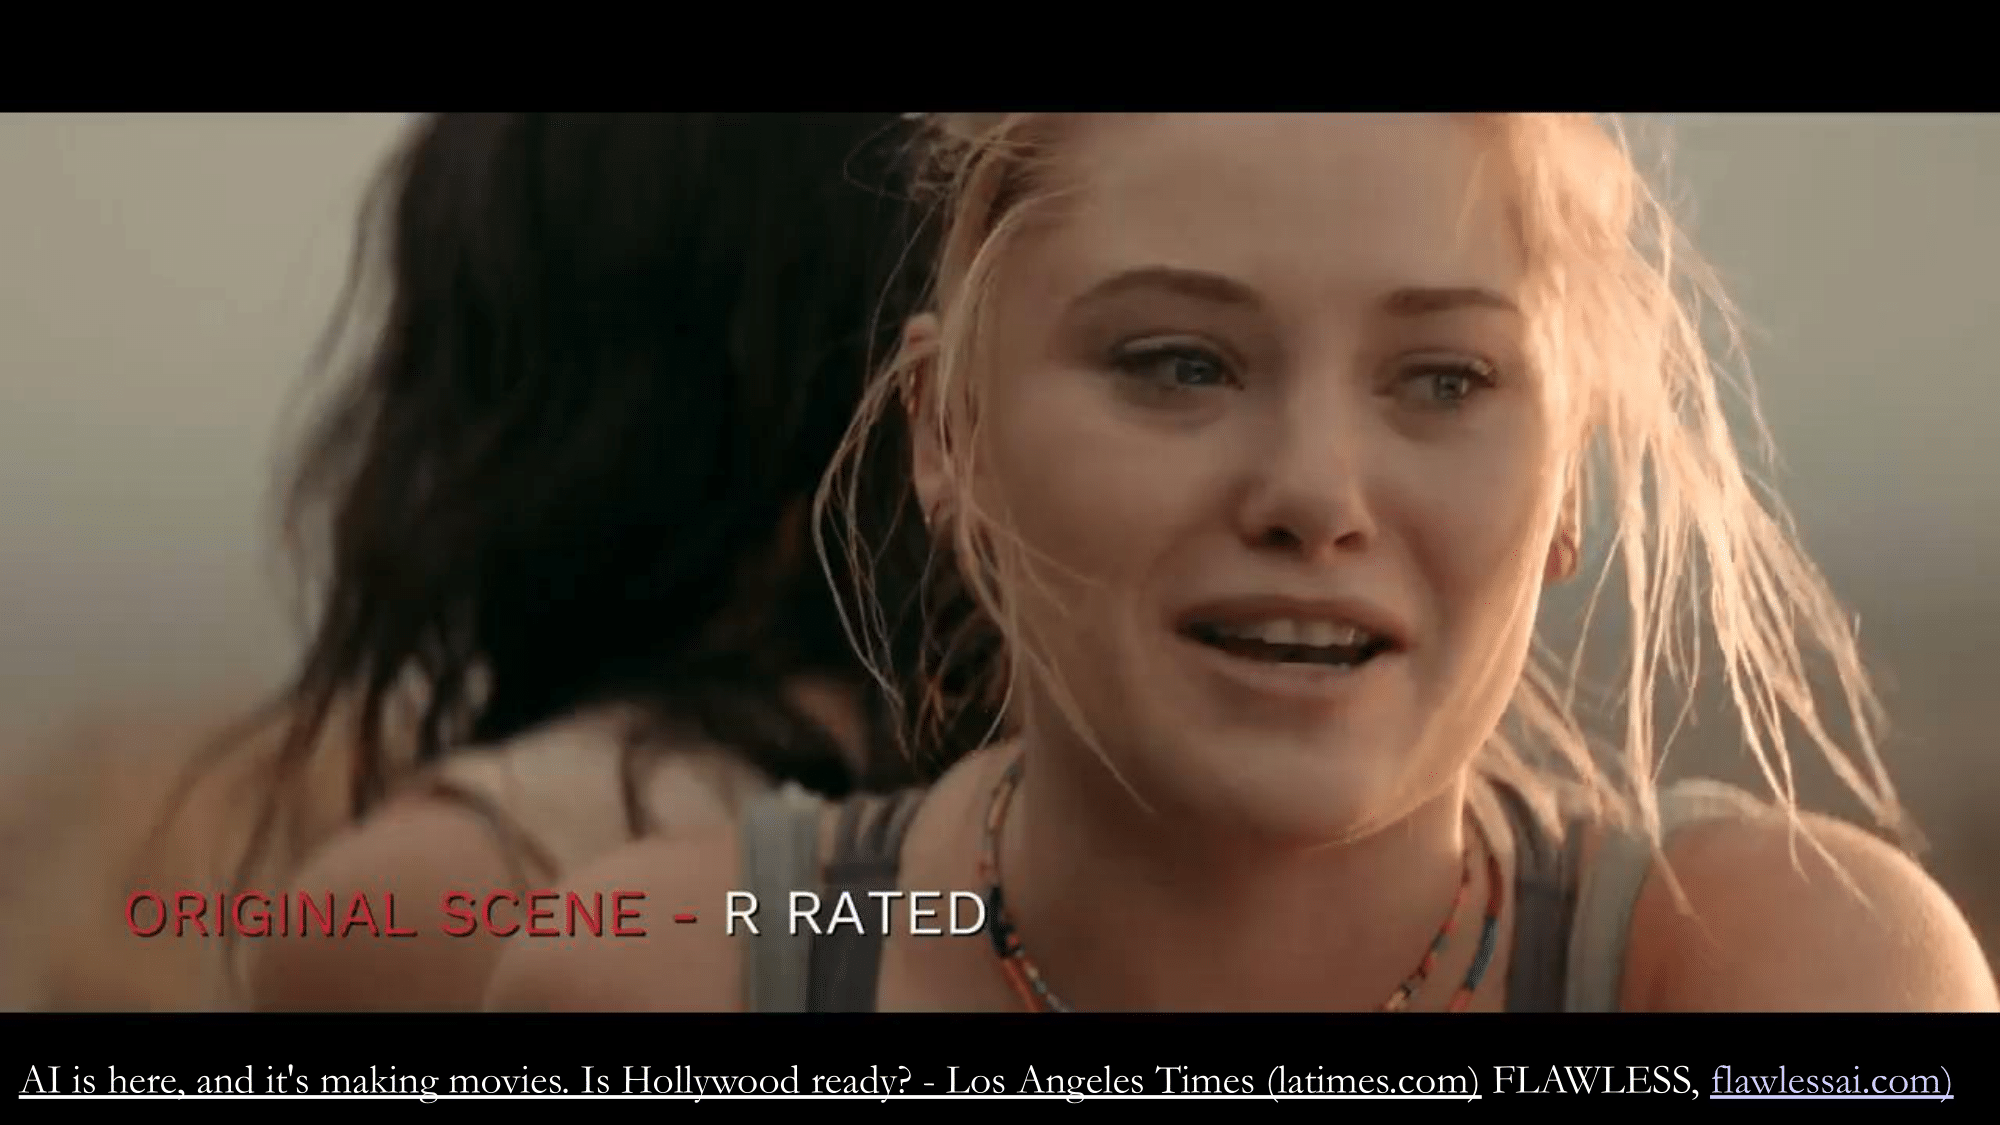 ORIGINAL SCENE - R RATED
AI is here, and it's making movies. Is Hollywood ready? - Los Angeles Times (latimes.com) FLAWLESS, flawlessai.com)